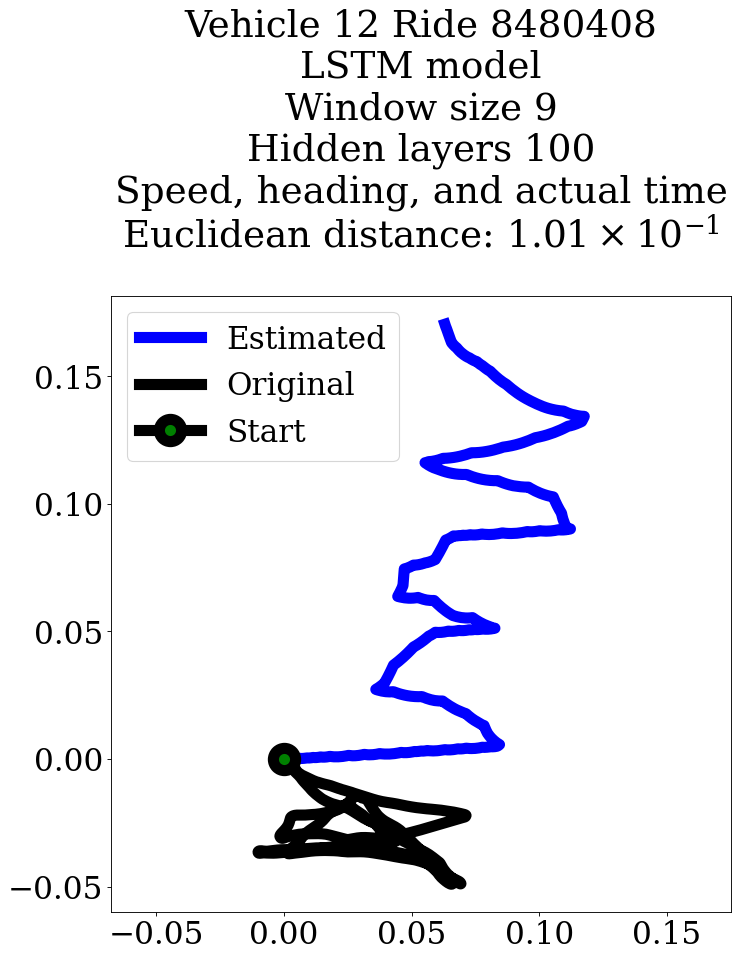 Vehicle 12 Ride 8480408
LSTM model
Window size 9
Hidden layers 100
Speed, heading, and actual time
Euclidean distance: 1.01 × 10⁻¹
Estimated
Original
Start
0.15
0.10
0.05
0.00
−0.05
−0.05 0.00 0.05 0.10 0.15